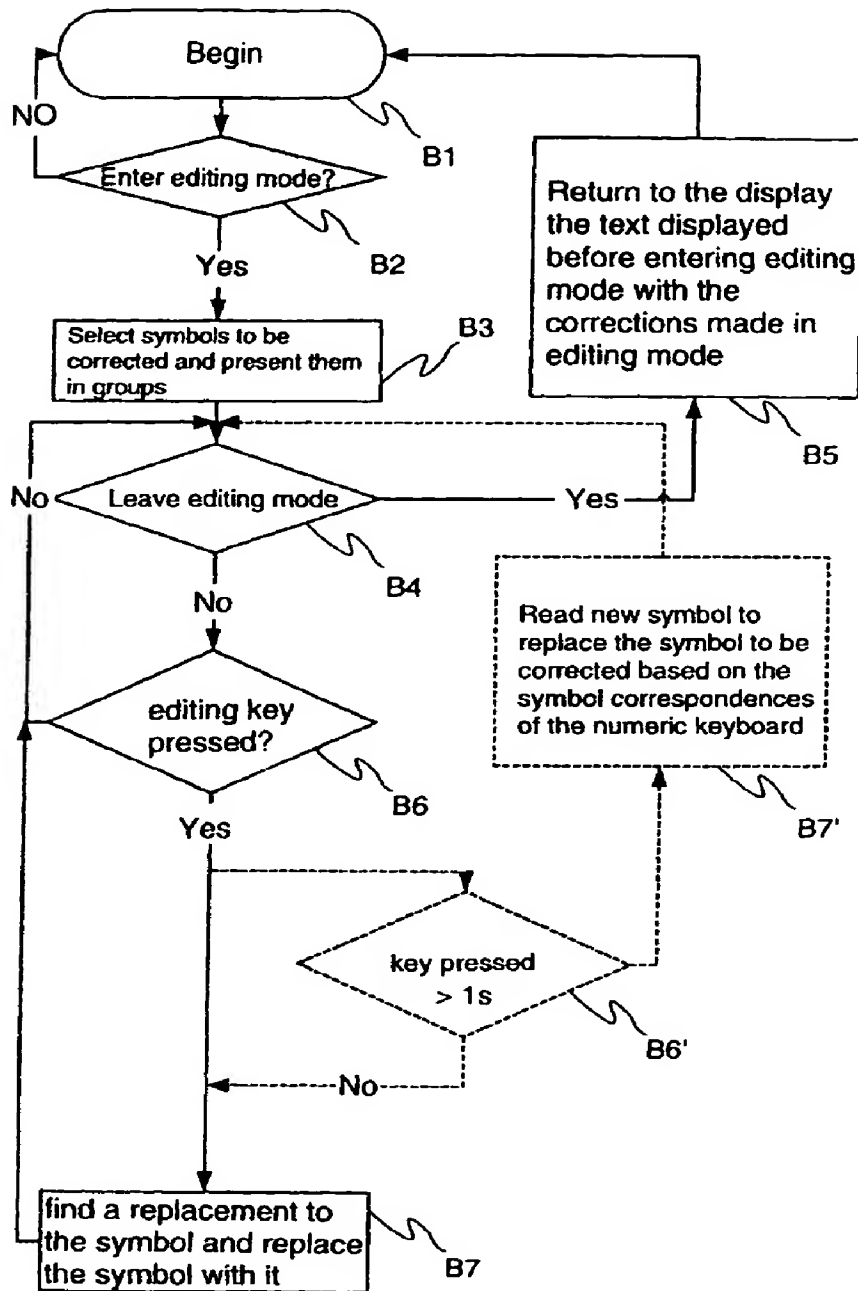 Begin
NO
B1
Enter editing mode?
B2
Yes
Return to the display
the text displayed
before entering editing
mode with the
corrections made in
editing mode
B5
Select symbols to be
corrected and present them
in groups
B3
No
Leave editing mode
Yes
B4
No
Read new symbol to
replace the symbol to be
corrected based on the
symbol correspondences
of the numeric keyboard
B7'
editing key
pressed?
B6
Yes
key pressed
> 1s
B6'
No
find a replacement to
the symbol and replace
the symbol with it
B7